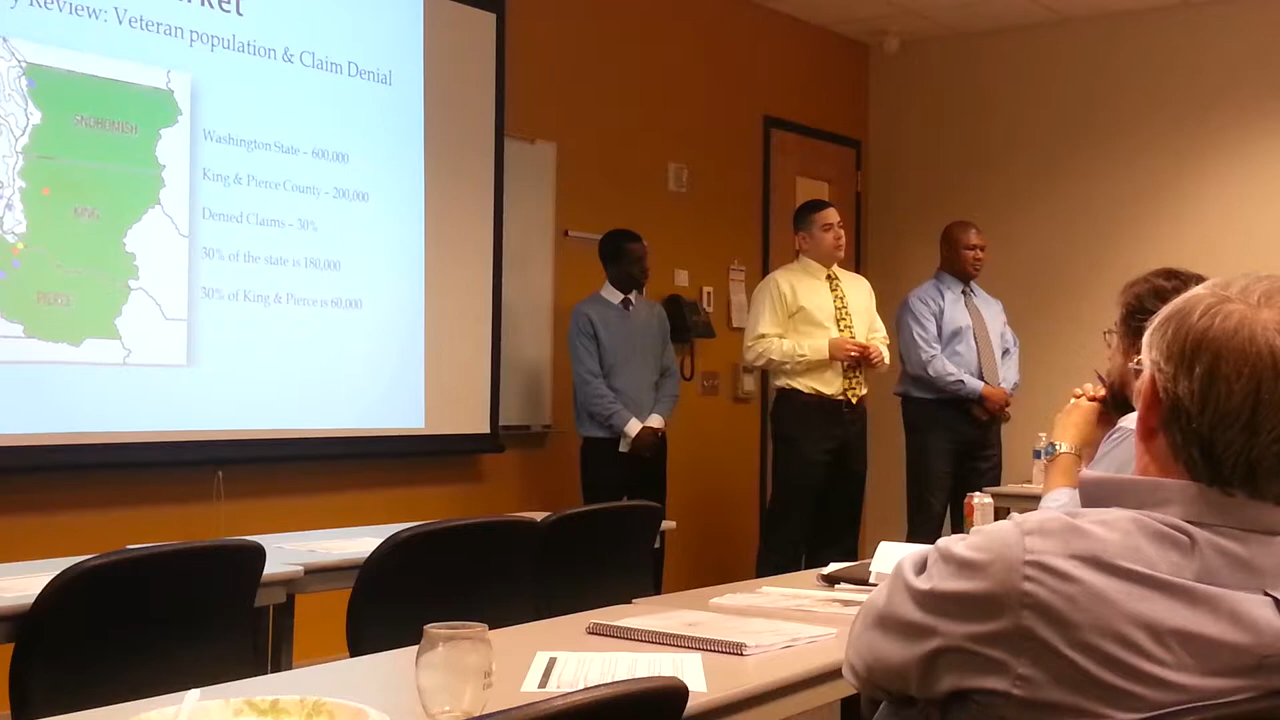 y Review: Veteran population & Claim Denial
SNOHOMISH
KING
PIERCE
Washington State – 600,000
King & Pierce County – 200,000
Denied Claims – 30%
30% of the state is 180,000
30% of King & Pierce is 60,000